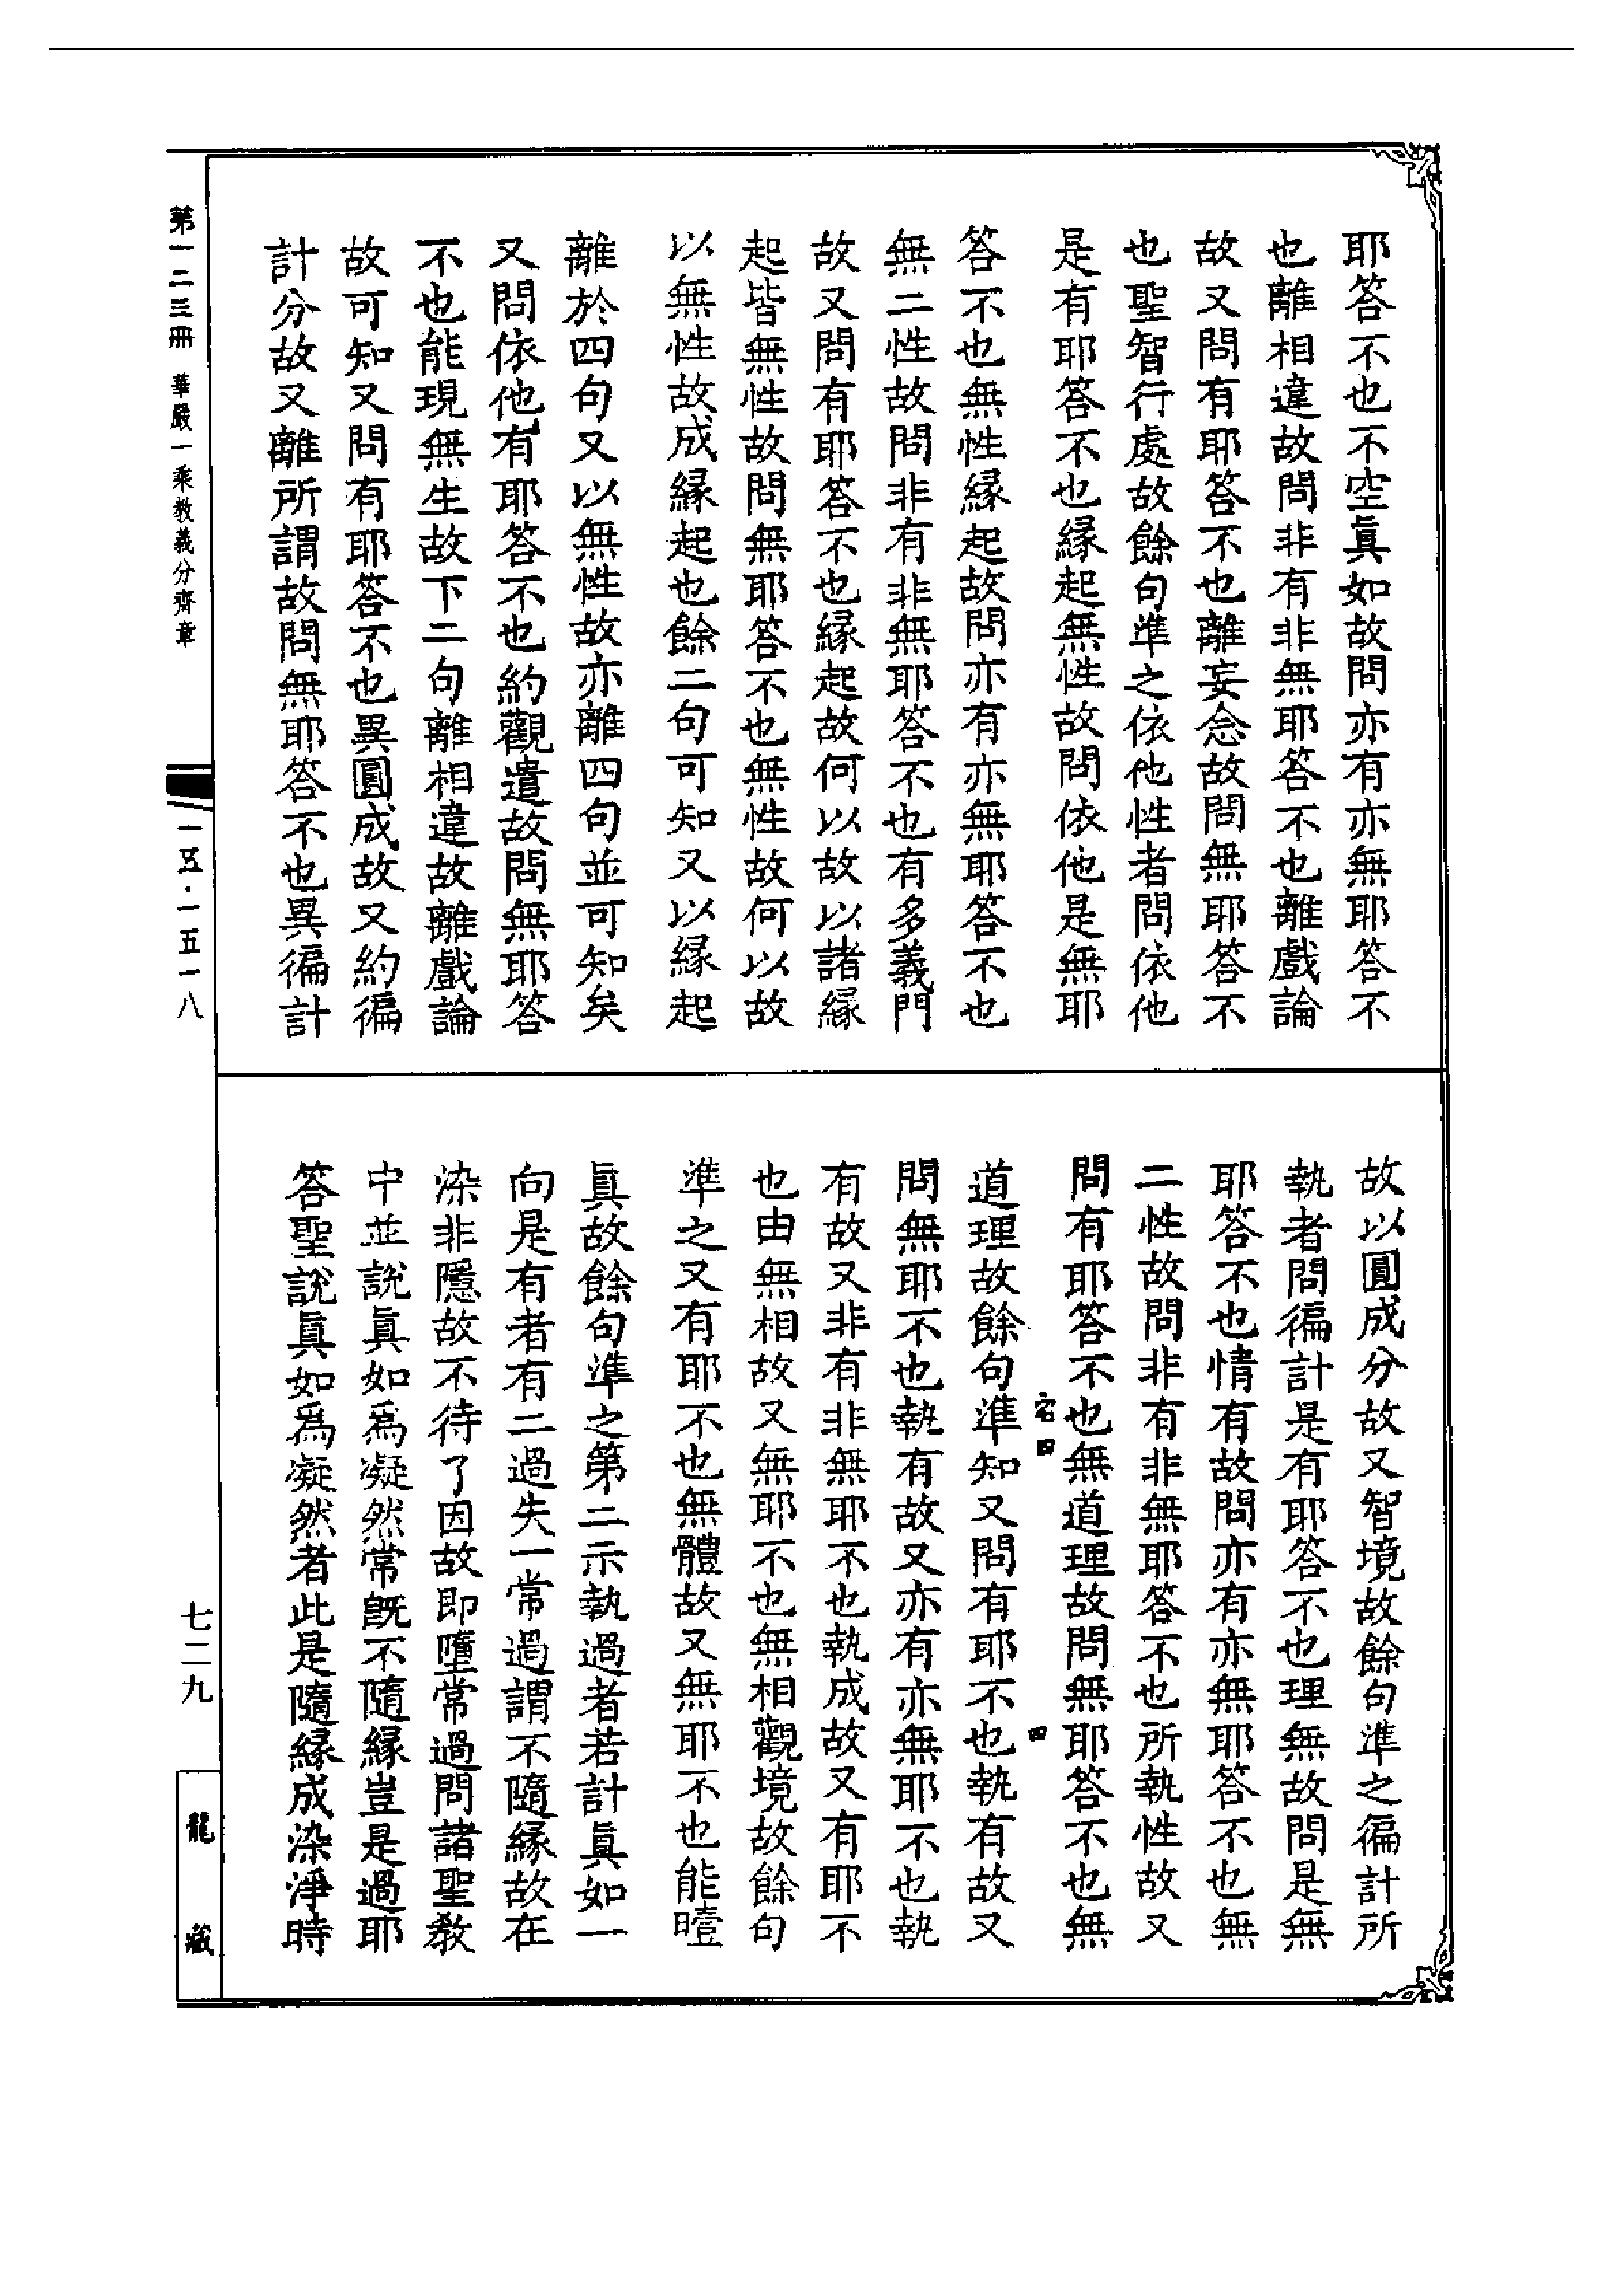 耶答不也不空眞如故問亦有亦無耶答不
也離相違故問非有非無耶答不也離戲論
故又問有耶答不也離妄念故問無耶答不
也聖智行處故餘句準之依他性者問依他
是有耶答不也緣起無性故問依他是無耶
答不也無性緣起故問亦有亦無耶答不也
無二性故問非有非無耶答不也有多義門
故又問有耶答不也緣起故何以故以諸緣
起皆無性故問無耶答不也無性故何以故
以無性故成緣起也餘二句可知又以緣起
離於四句又以無性故亦離四句並可知矣
又問依他有耶答不也約觀遣故問無耶答
不也能現無生故下二句離相違故離戲論
故可知又問有耶答不也異圓成故又約徧
計分故又離所謂故問無耶答不也異徧計
故以圓成分故又智境故餘句準之徧計所
執者問徧計是有耶答不也理無故問是無
耶答不也情有故問亦有亦無耶答不也無
二性故問非有非無耶答不也所執性故又
問有耶答不也無道理故問無耶答不也無
道理故餘句準知又問有耶不也執有故又
問無耶不也執有故又亦有亦無耶不也執
有故又非有非無耶不也執成故又有耶不
也由無相故又無耶不也無相觀境故餘句
準之又有耶不也無體故又無耶不也能曀
眞故餘句準之第二示執過者若計眞如一
向是有者有二過失一常過謂不隨緣故在
染非隱故不待了因故即墮常過問諸聖教
中並說眞如爲凝然常旣不隨緣豈是過耶
答聖說眞如爲凝然者此是隨緣成染淨時
第一二三冊 華嚴一乘教義分齊章
一五·一五一八
七二九
龍藏